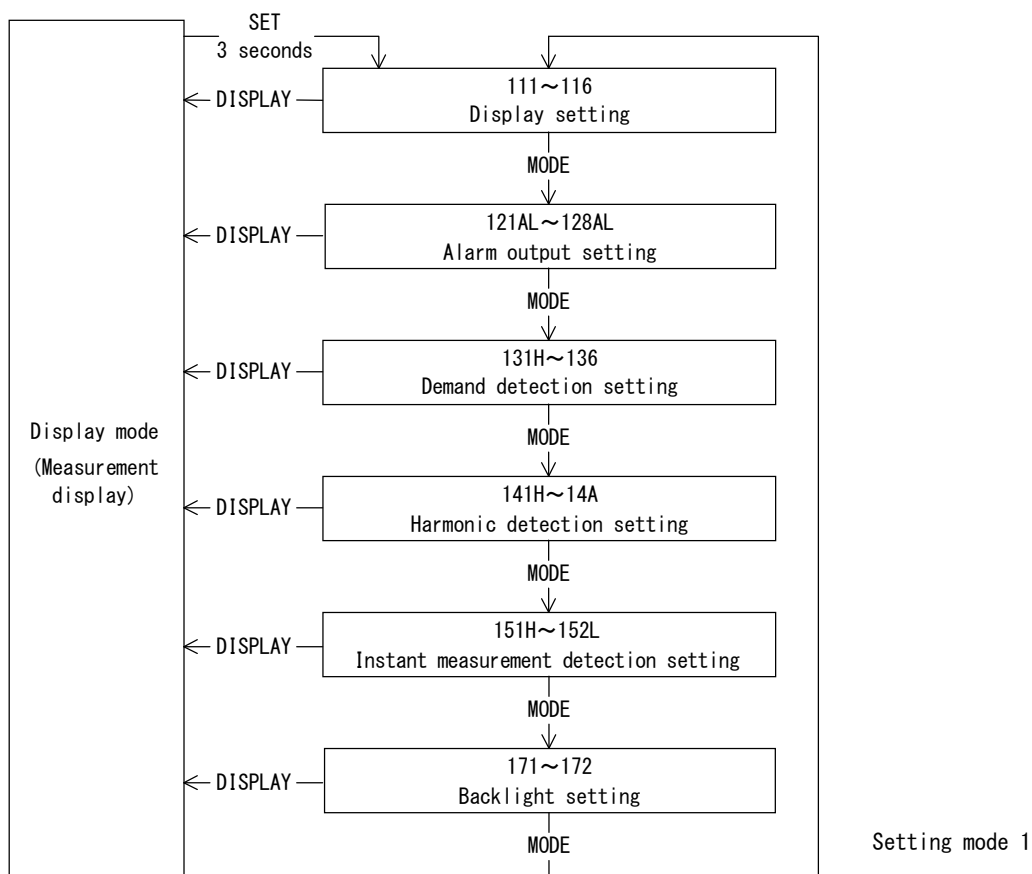 SET
3 seconds
111～116
Display setting
DISPLAY
MODE
121AL～128AL
Alarm output setting
DISPLAY
MODE
131H～136
Demand detection setting
DISPLAY
MODE
Display mode
(Measurement
display)
141H～14A
Harmonic detection setting
DISPLAY
MODE
151H～152L
Instant measurement detection setting
DISPLAY
MODE
171～172
Backlight setting
DISPLAY
MODE
Setting mode 1